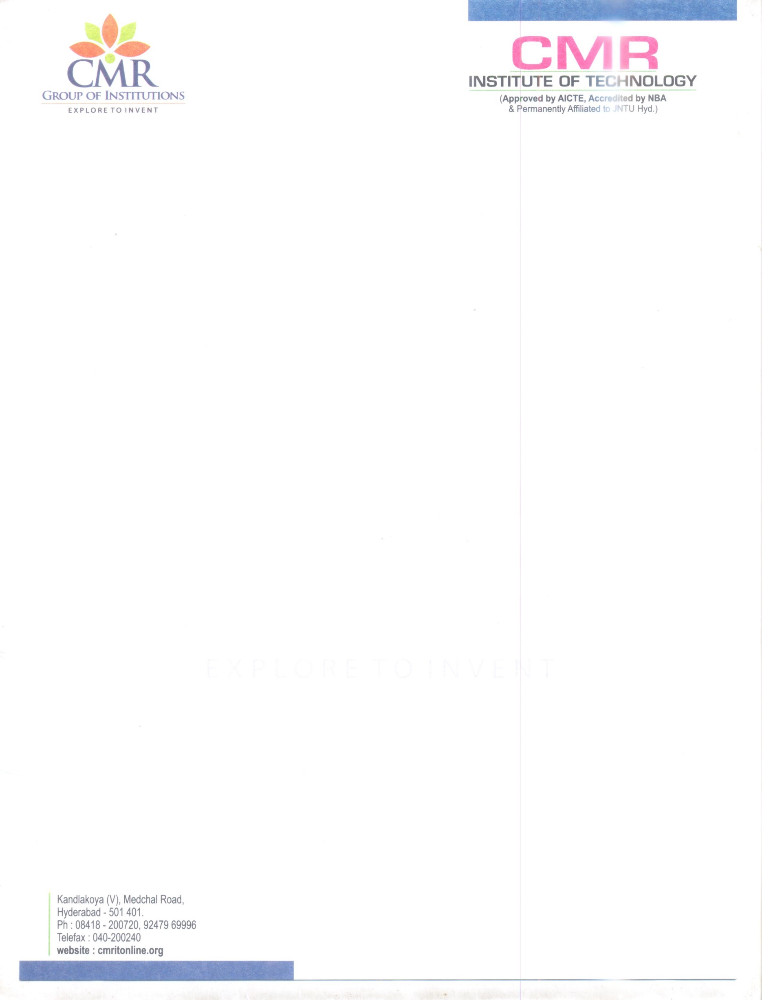 CMR
GROUP OF INSTITUTIONS
EXPLORE TO INVENT
CMR
INSTITUTE OF TECHNOLOGY
(Approved by AICTE, Accredited by NBA
& Permanently Affiliated to JNTU Hyd.)
EXPLORE TO INVENT
Kandlakoya (V), Medchal Road,
Hyderabad - 501 401.
Ph : 08418 - 200720, 92479 69996
Telefax : 040-200240
website : cmritonline.org